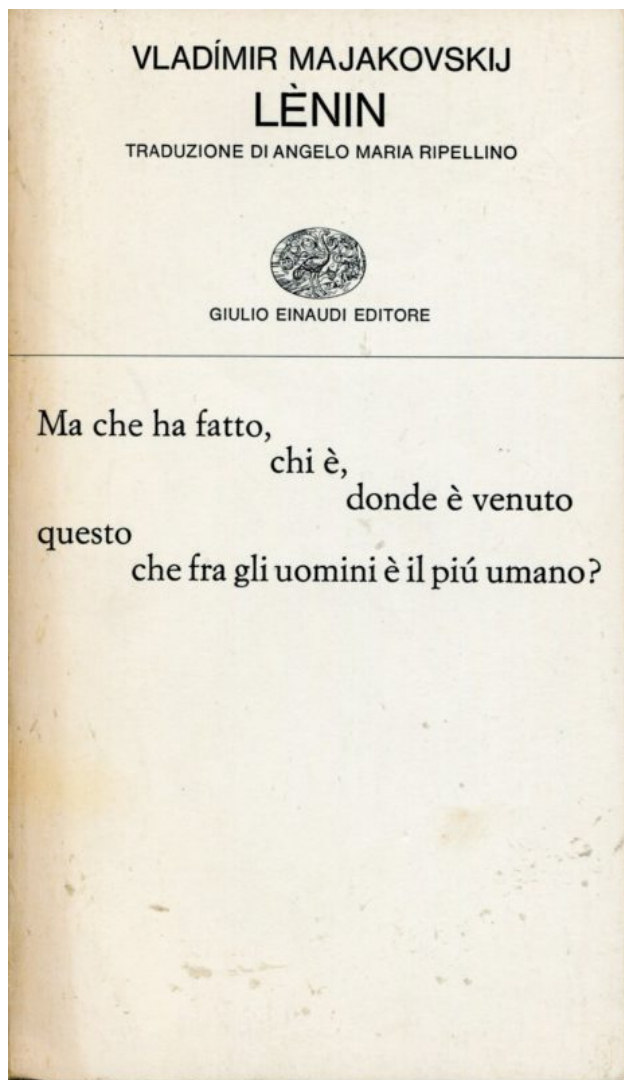 VLADÍMIR MAJAKOVSKIJ
LÈNIN
TRADUZIONE DI ANGELO MARIA RIPELLINO
GIULIO EINAUDI EDITORE
Ma che ha fatto,
chi è,
donde è venuto
questo
che fra gli uomini è il piú umano?